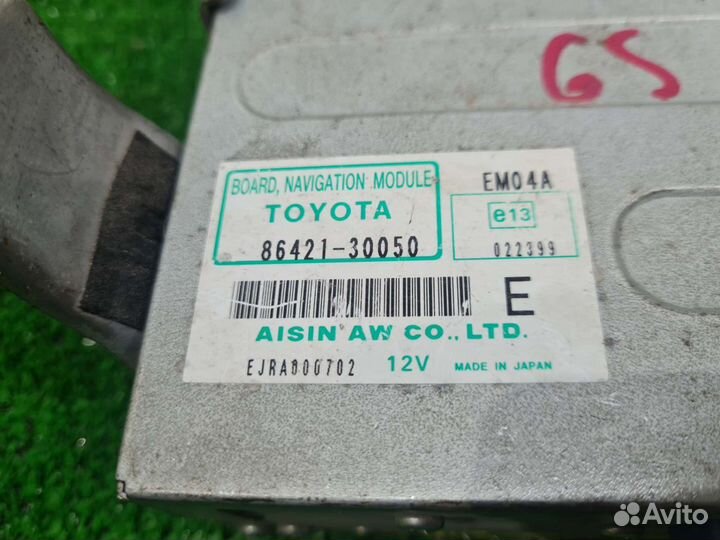 GS
BOARD, NAVIGATION MODULE
EM04A
TOYOTA
e13
86421-30050
022399
E
AISIN AW CO., LTD.
EJRA000702
12V
MADE IN JAPAN
Avito